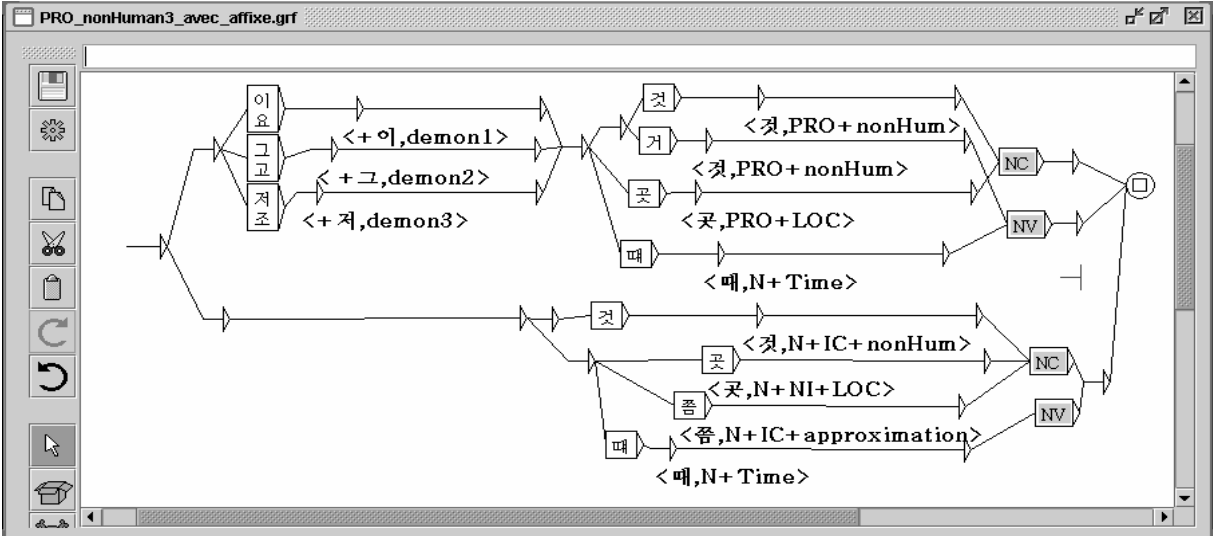 PRO_nonHuman3_avec_affixe.grf
이
요
<+이,demon1>
그
고
<+그,demon2>
저
조
<+저,demon3>
것
<것,PRO+nonHum>
거
<것,PRO+nonHum>
곳
<곳,PRO+LOC>
때
<때,N+Time>
NC
NV
것
<것,N+IC+nonHum>
곳
<곳,N+NI+LOC>
쯤
<쯤,N+IC+approximation>
때
<때,N+Time>
NC
NV